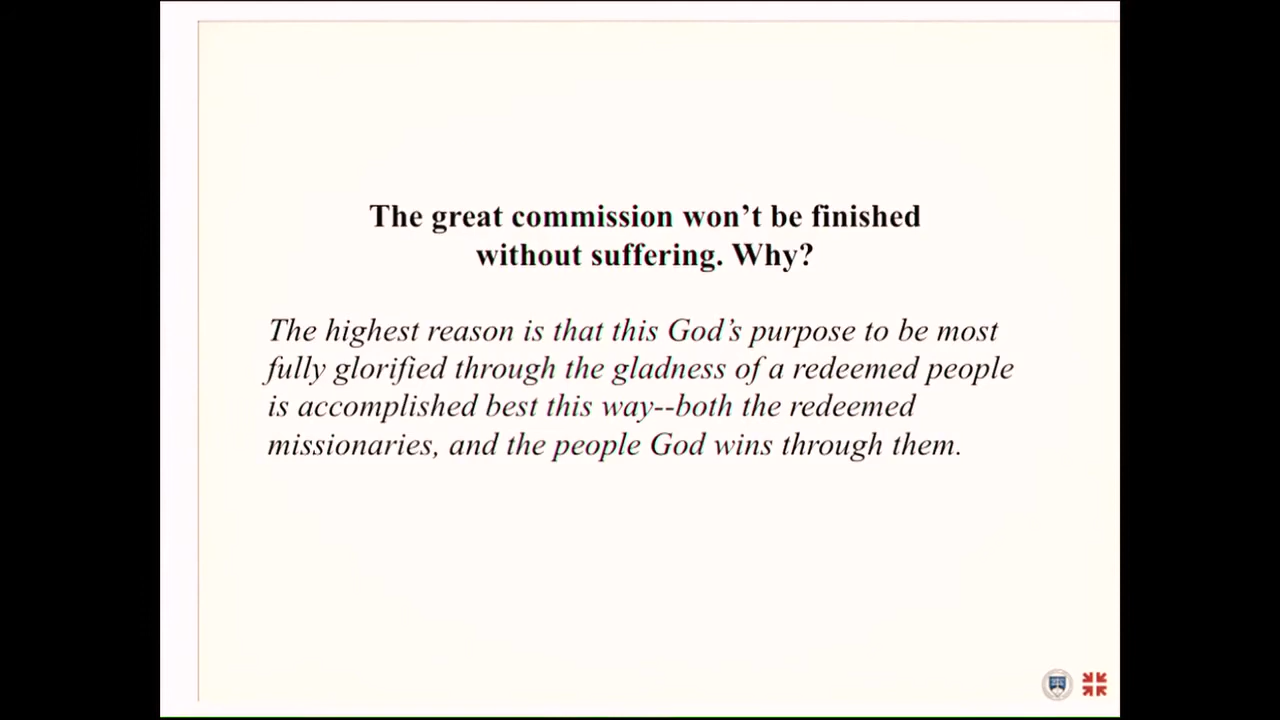 The great commission won’t be finished
without suffering. Why?
The highest reason is that this God’s purpose to be most
fully glorified through the gladness of a redeemed people
is accomplished best this way--both the redeemed
missionaries, and the people God wins through them.